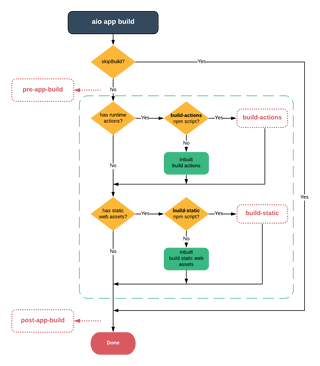 aio app build
skipBuild?
Yes
No
pre-app-build
has runtime
actions?
Yes
build-actions
npm script?
Yes
build-actions
No
No
inbuilt
build actions
Yes
has static
web assets?
Yes
build-static
npm script?
Yes
build-static
No
No
inbuilt
build static web
assets
post-app-build
Done